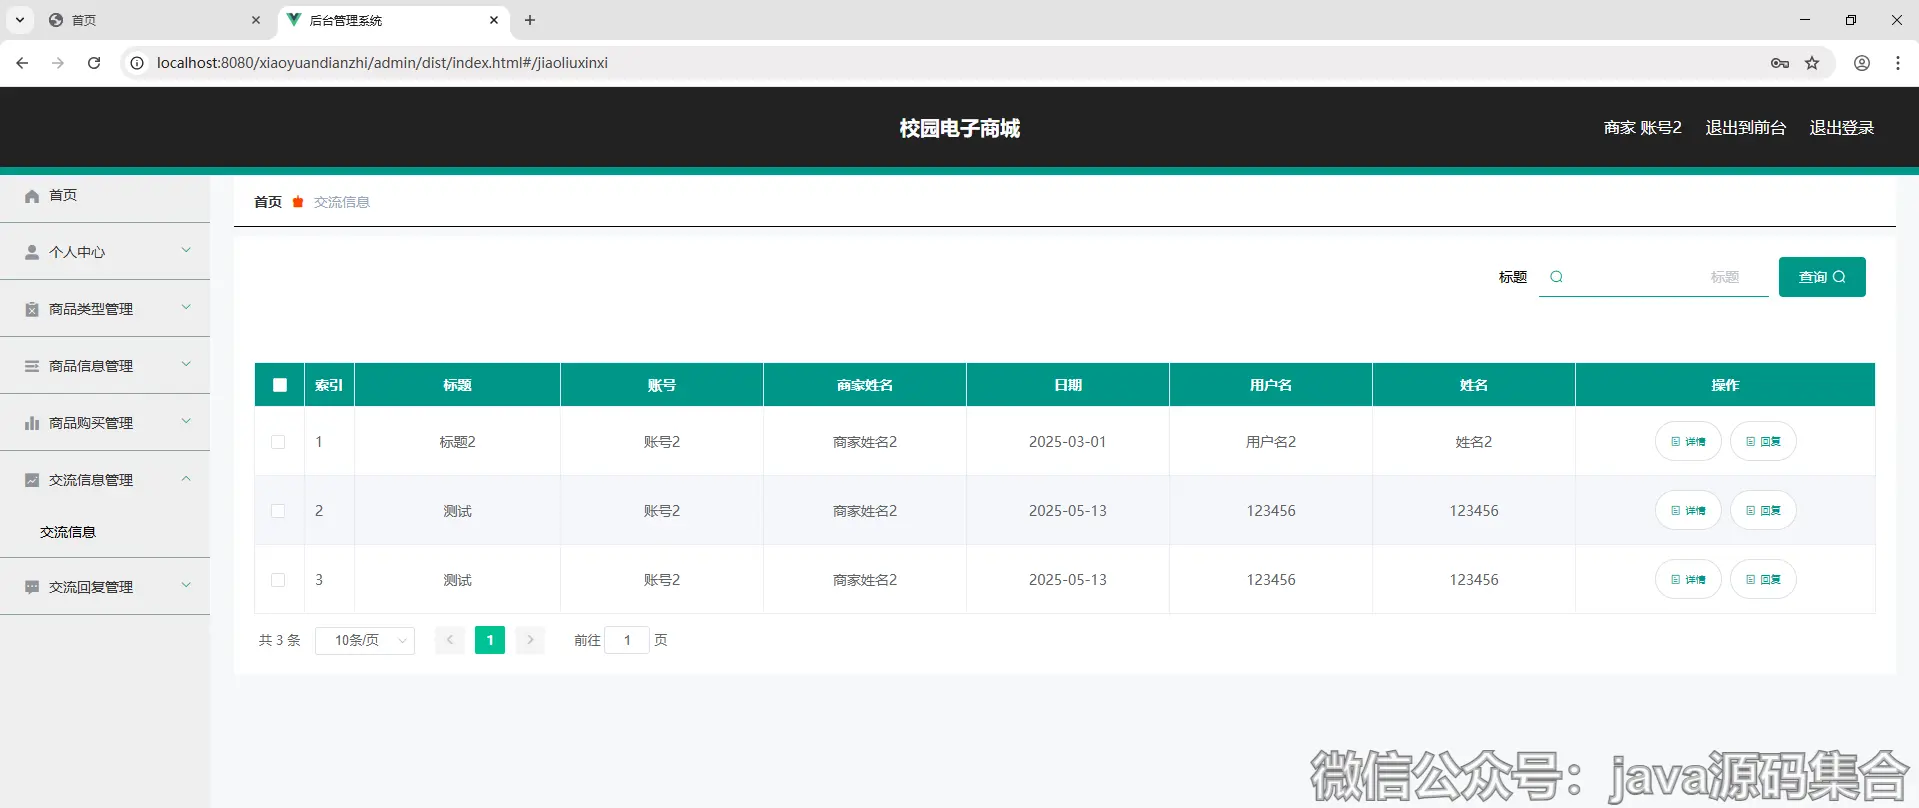 首页
后台管理系统
localhost:8080/xiaoyuandianzhi/admin/dist/index.html#/jiaoliuxinxi
校园电子商城
商家 账号2 退出到前台 退出登录
首页
个人中心
商品类型管理
商品信息管理
商品购买管理
交流信息管理
交流信息
交流回复管理
首页 交流信息
标题 标题 查询
索引 标题 账号 商家姓名 日期 用户名 姓名 操作
1 标题2 账号2 商家姓名2 2025-03-01 用户名2 姓名2 详情 回复
2 测试 账号2 商家姓名2 2025-05-13 123456 123456 详情 回复
3 测试 账号2 商家姓名2 2025-05-13 123456 123456 详情 回复
共 3 条 10条/页 1 前往 1 页
微信公众号：java源码集合